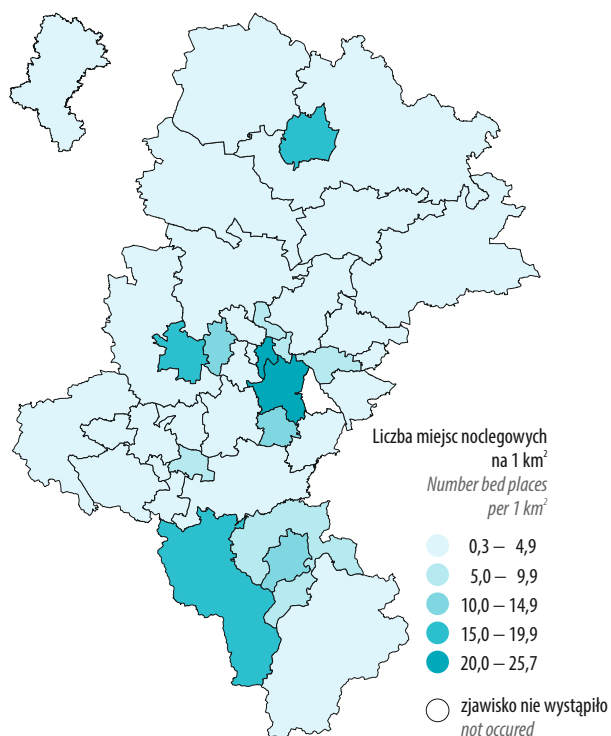 Liczba miejsc noclegowych
na 1 km²
Number bed places
per 1 km²
0,3 – 4,9
5,0 – 9,9
10,0 – 14,9
15,0 – 19,9
20,0 – 25,7
zjawisko nie wystąpiło
not occured